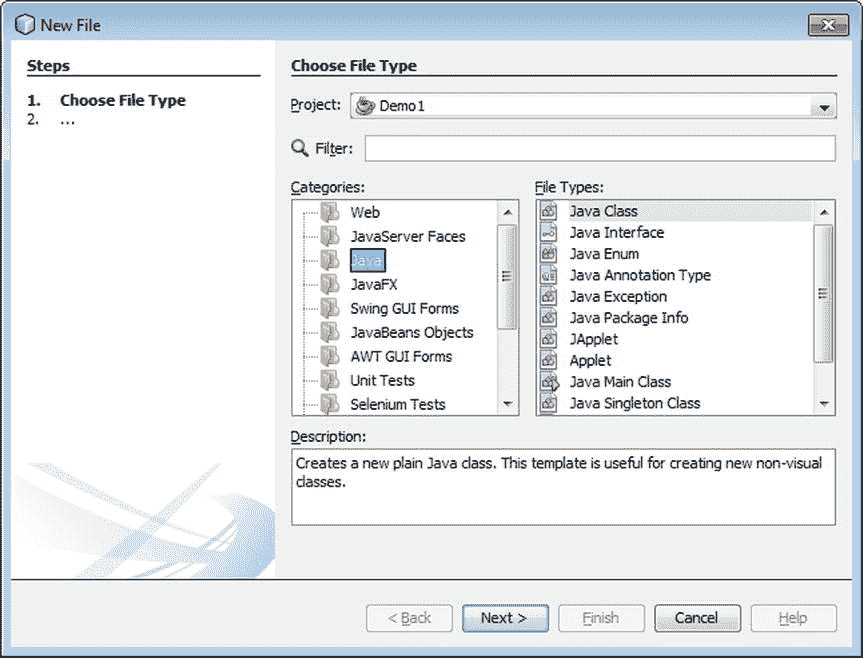 New File
Steps
1. Choose File Type
2. ...
Choose File Type
Project: Demo1
Filter:
Categories:
Web
JavaServer Faces
Java
JavaFX
Swing GUI Forms
JavaBeans Objects
AWT GUI Forms
Unit Tests
Selenium Tests
File Types:
Java Class
Java Interface
Java Enum
Java Annotation Type
Java Exception
Java Package Info
JApplet
Applet
Java Main Class
Java Singleton Class
Description:
Creates a new plain Java class. This template is useful for creating new non-visual
classes.
< Back Next > Finish Cancel Help